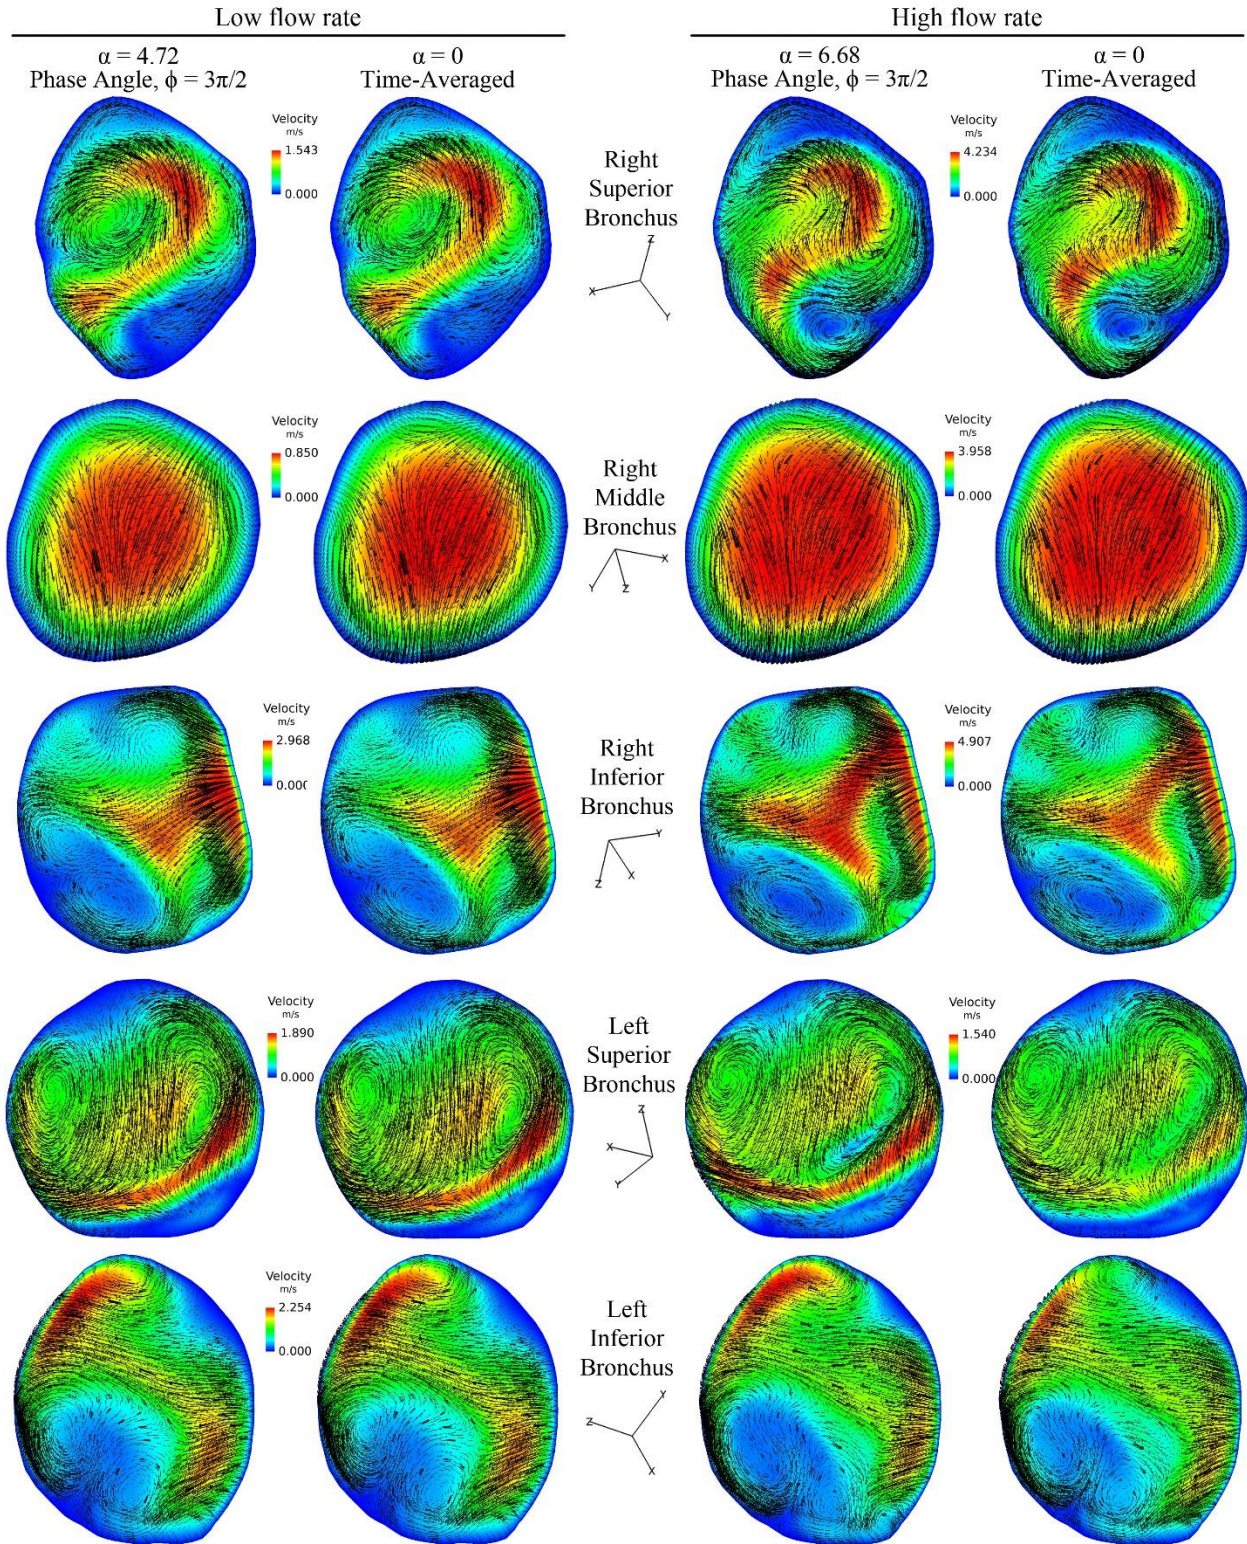 Low flow rate
High flow rate
α = 4.72
Phase Angle, ϕ = 3π/2
α = 0
Time-Averaged
α = 6.68
Phase Angle, ϕ = 3π/2
α = 0
Time-Averaged
Velocity
m/s
1.543
0.000
Right
Superior
Bronchus
Z
X
Y
Velocity
m/s
4.234
0.000
Velocity
m/s
0.850
0.000
Right
Middle
Bronchus
X
Y
Z
Velocity
m/s
3.958
0.000
Velocity
m/s
2.968
0.000
Right
Inferior
Bronchus
Y
Z
X
Velocity
m/s
4.907
0.000
Velocity
m/s
1.890
0.000
Left
Superior
Bronchus
Z
X
Y
Velocity
m/s
1.540
0.000
Velocity
m/s
2.254
0.000
Left
Inferior
Bronchus
Y
Z
X